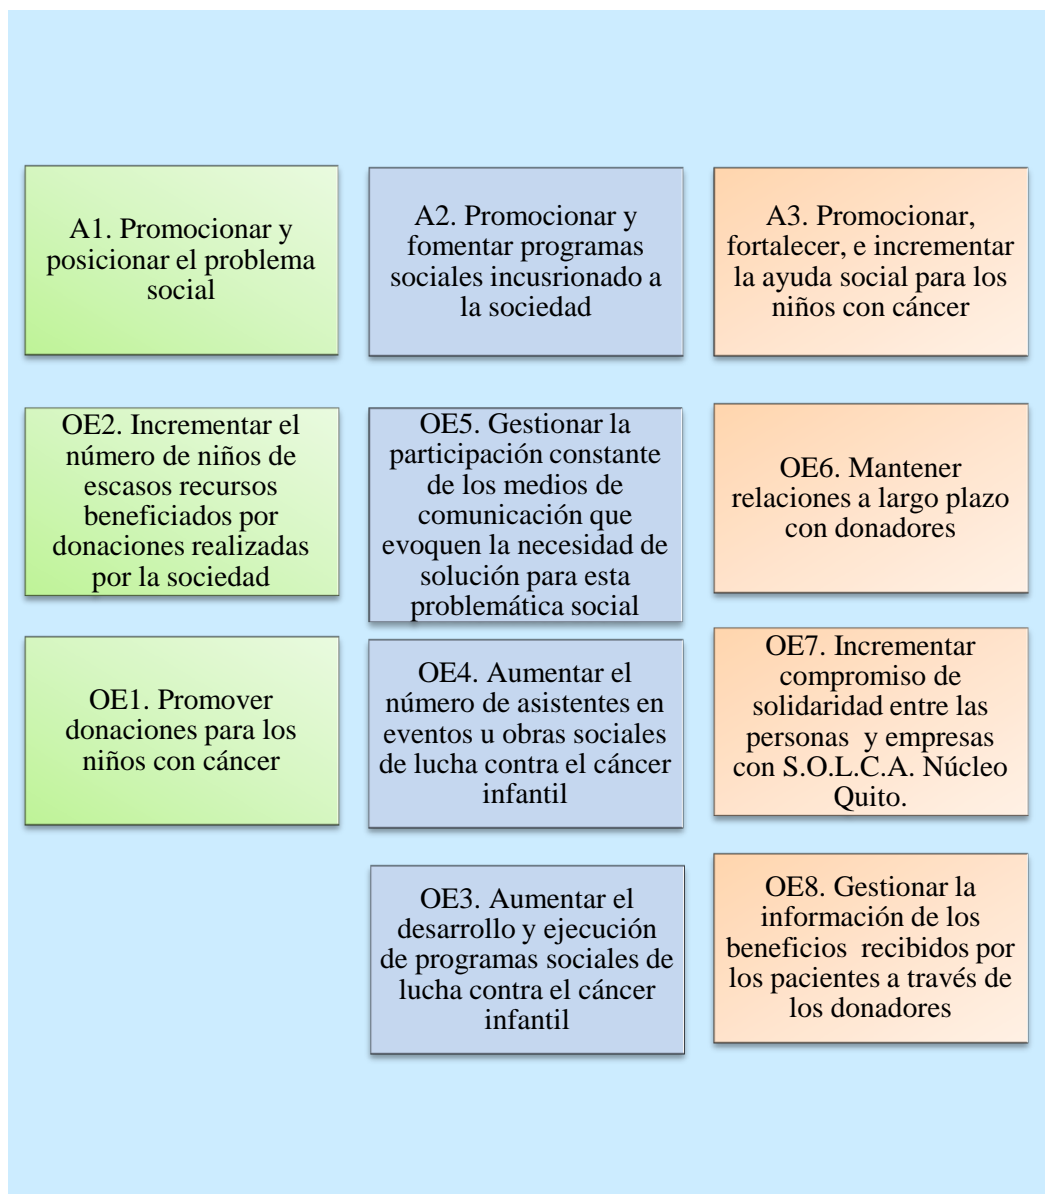 A1. Promocionar y
posicionar el problema
social
A2. Promocionar y
fomentar programas
sociales incusrionado a
la sociedad
A3. Promocionar,
fortalecer, e incrementar
la ayuda social para los
niños con cáncer
OE2. Incrementar el
número de niños de
escasos recursos
beneficiados por
donaciones realizadas
por la sociedad
OE5. Gestionar la
participación constante
de los medios de
comunicación que
evoquen la necesidad de
solución para esta
problemática social
OE6. Mantener
relaciones a largo plazo
con donadores
OE1. Promover
donaciones para los
niños con cáncer
OE4. Aumentar el
número de asistentes en
eventos u obras sociales
de lucha contra el cáncer
infantil
OE7. Incrementar
compromiso de
solidaridad entre las
personas y empresas
con S.O.L.C.A. Núcleo
Quito.
OE3. Aumentar el
desarrollo y ejecución
de programas sociales de
lucha contra el cáncer
infantil
OE8. Gestionar la
información de los
beneficios recibidos por
los pacientes a través de
los donadores